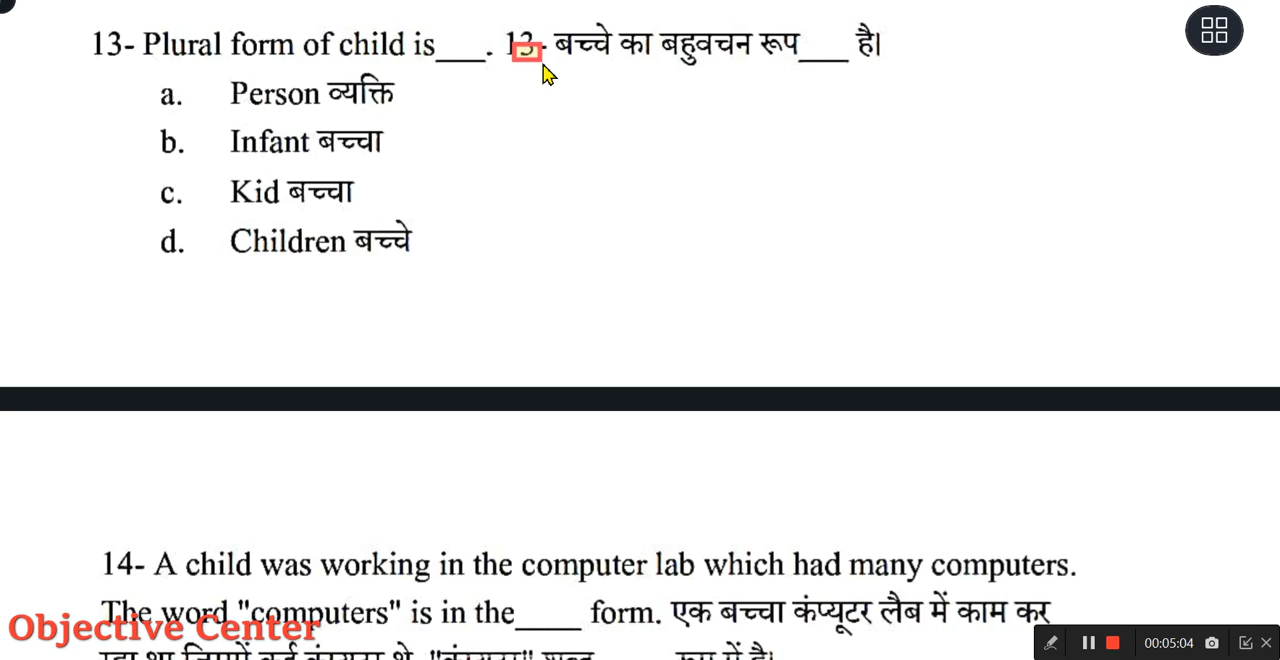 13- Plural form of child is___. 13- बच्चे का बहुवचन रूप___ है।
a. Person व्यक्ति
b. Infant बच्चा
c. Kid बच्चा
d. Children बच्चे
14- A child was working in the computer lab which had many computers.
The word "computers" is in the____ form. एक बच्चा कंप्यूटर लैब में काम कर
Objective Center
00:05:04